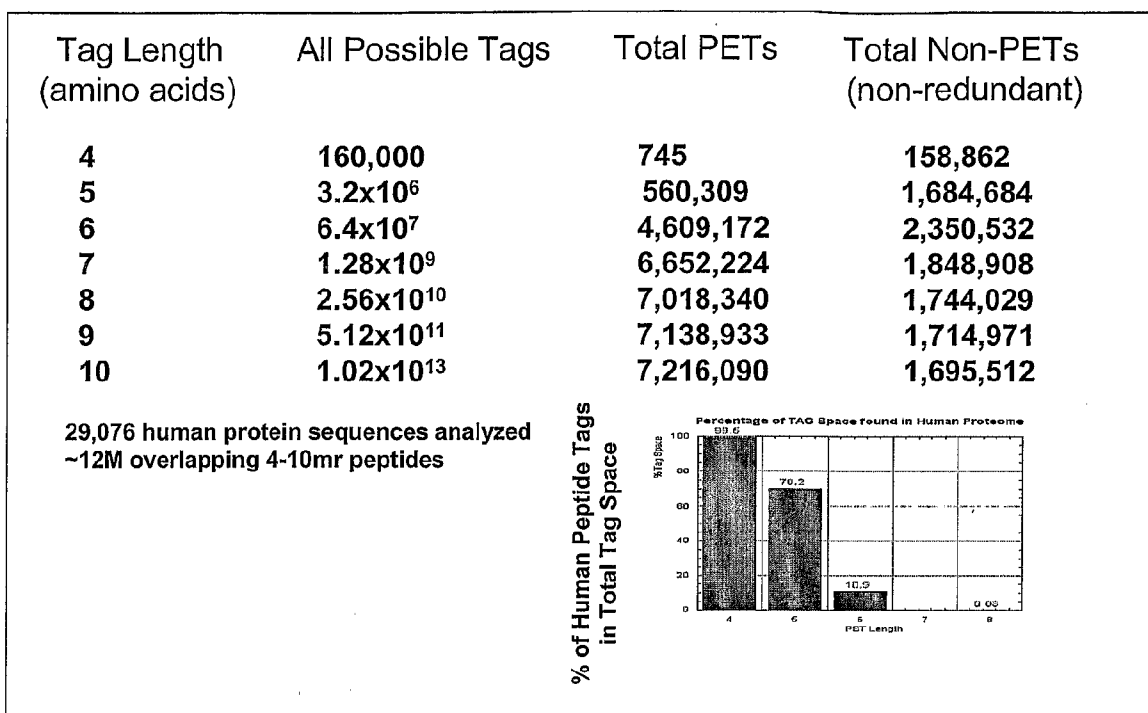 Tag Length All Possible Tags Total PETs Total Non-PETs
(amino acids) (non-redundant)
4 160,000 745 158,862
5 3.2x10⁶ 560,309 1,684,684
6 6.4x10⁷ 4,609,172 2,350,532
7 1.28x10⁹ 6,652,224 1,848,908
8 2.56x10¹⁰ 7,018,340 1,744,029
9 5.12x10¹¹ 7,138,933 1,714,971
10 1.02x10¹³ 7,216,090 1,695,512
29,076 human protein sequences analyzed
~12M overlapping 4-10mr peptides
% of Human Peptide Tags
in Total Tag Space
Percentage of TAG Space found in Human Proteome
%Tag Space
100
80
60
40
20
0
99.6
70.2
10.9
0.03
4 6 6 7 8
PET Length